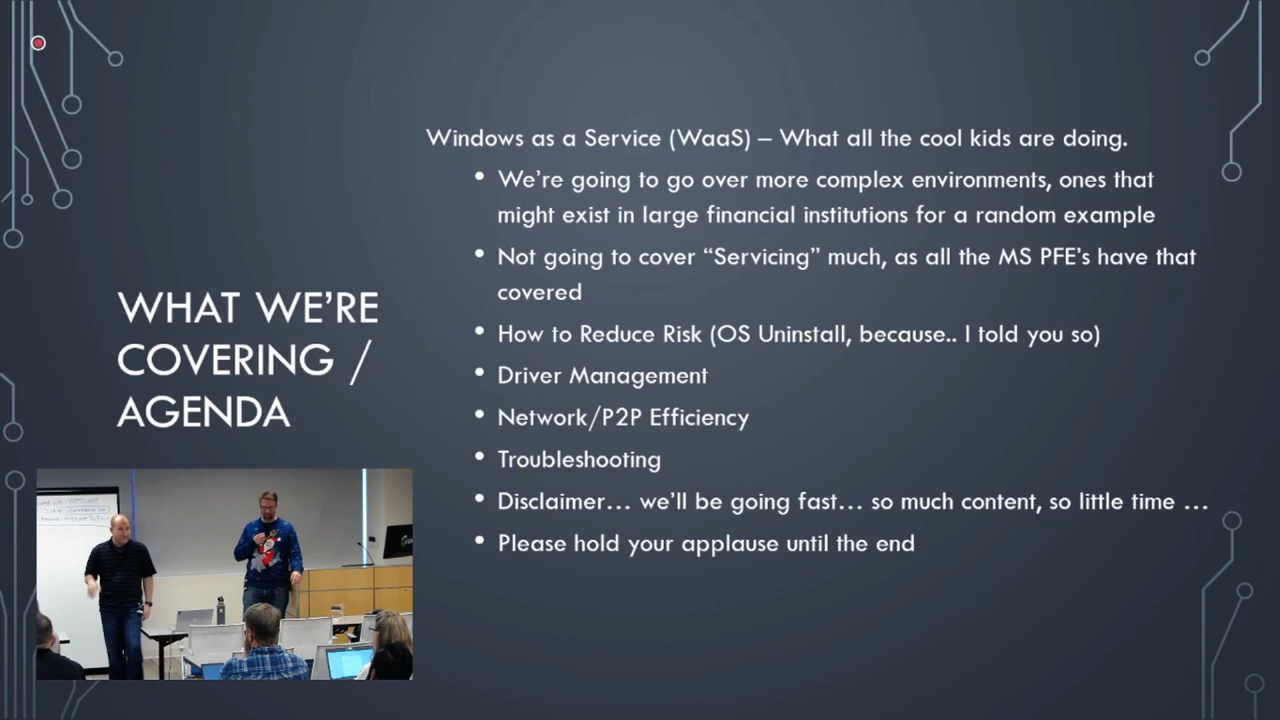 WHAT WE'RE
COVERING /
AGENDA
Windows as a Service (WaaS) – What all the cool kids are doing.
• We're going to go over more complex environments, ones that
might exist in large financial institutions for a random example
• Not going to cover “Servicing” much, as all the MS PFE's have that
covered
• How to Reduce Risk (OS Uninstall, because.. I told you so)
• Driver Management
• Network/P2P Efficiency
• Troubleshooting
• Disclaimer... we'll be going fast... so much content, so little time ...
• Please hold your applause until the end